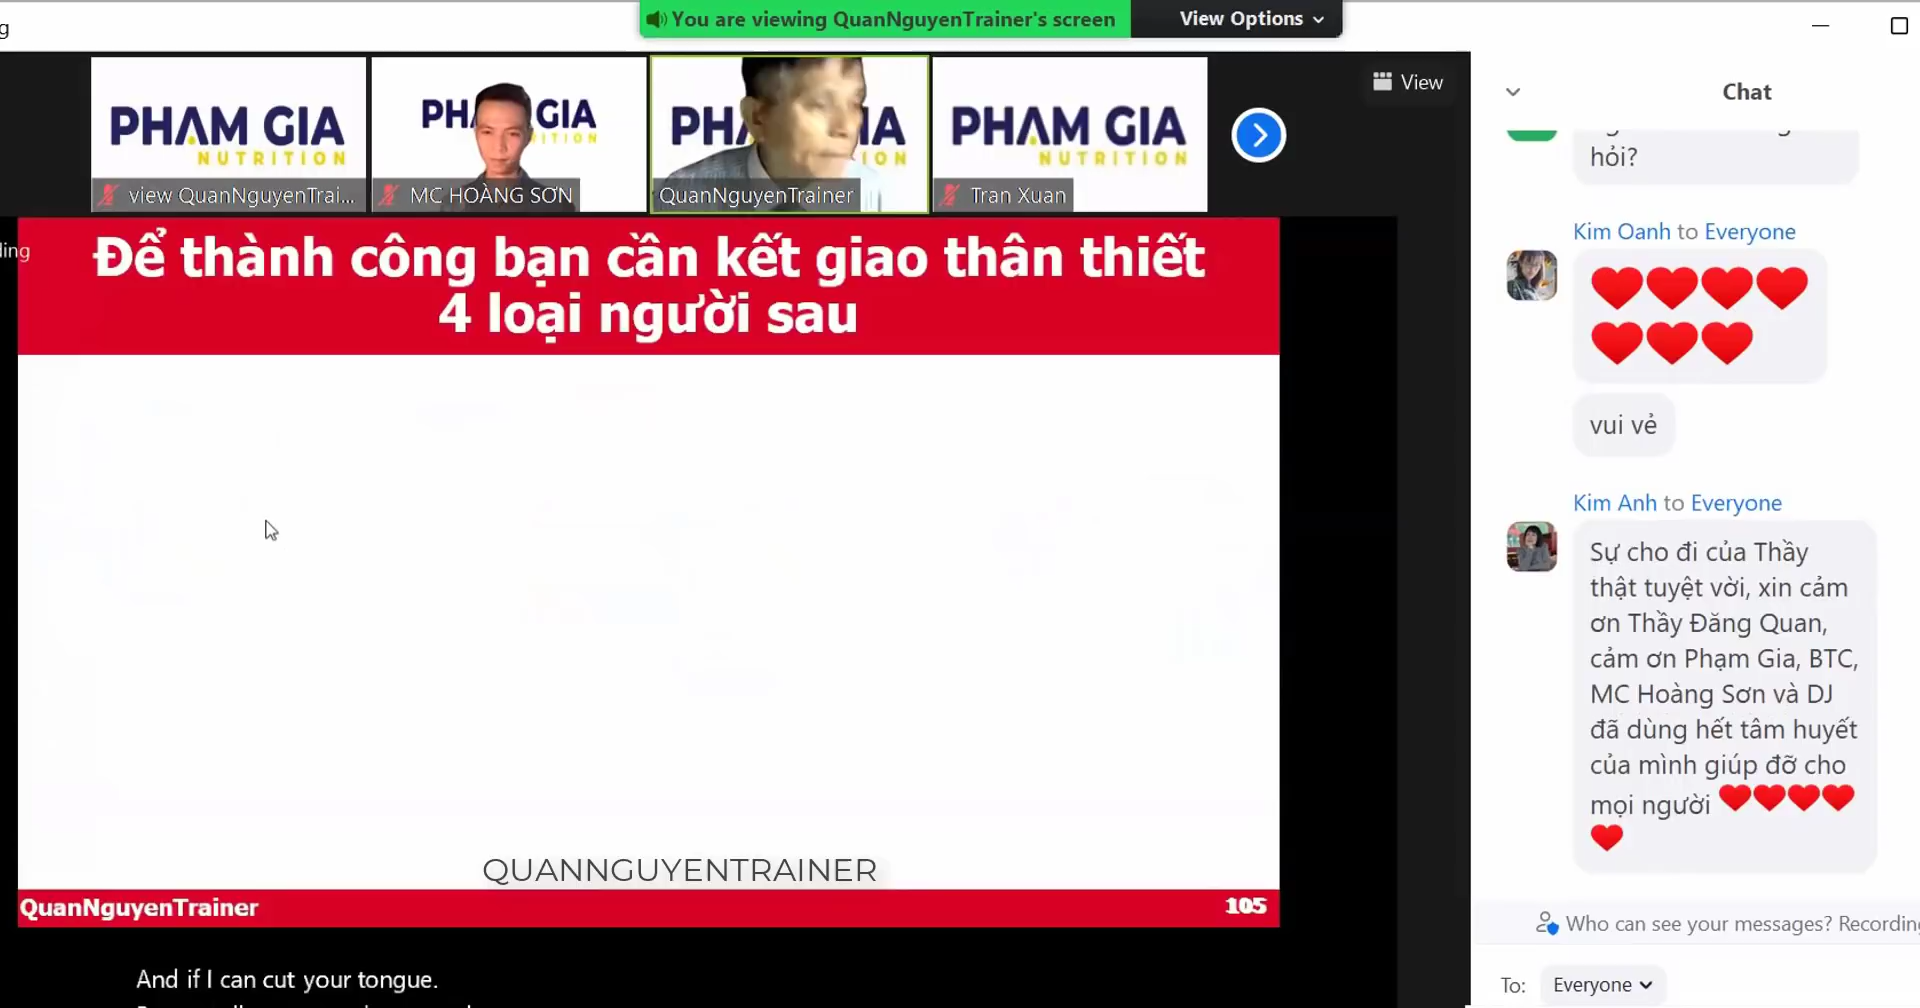 g
You are viewing QuanNguyenTrainer's screen
View Options
PHAM GIA
NUTRITION
view QuanNguyenTrai...
GIA
MC HOÀNG SƠN
QuanNguyenTrainer
PHAM GIA
NUTRITION
Tran Xuan
View
Chat
hỏi?
ding
Để thành công bạn cần kết giao thân thiết
4 loại người sau
QUANNGUYENTRAINER
QuanNguyenTrainer
105
And if I can cut your tongue.
Kim Oanh to Everyone
vui vẻ
Kim Anh to Everyone
Sự cho đi của Thầy
thật tuyệt vời, xin cảm
ơn Thầy Đăng Quan,
cảm ơn Phạm Gia, BTC,
MC Hoàng Sơn và DJ
đã dùng hết tâm huyết
của mình giúp đỡ cho
mọi người
Who can see your messages? Recording
To:
Everyone